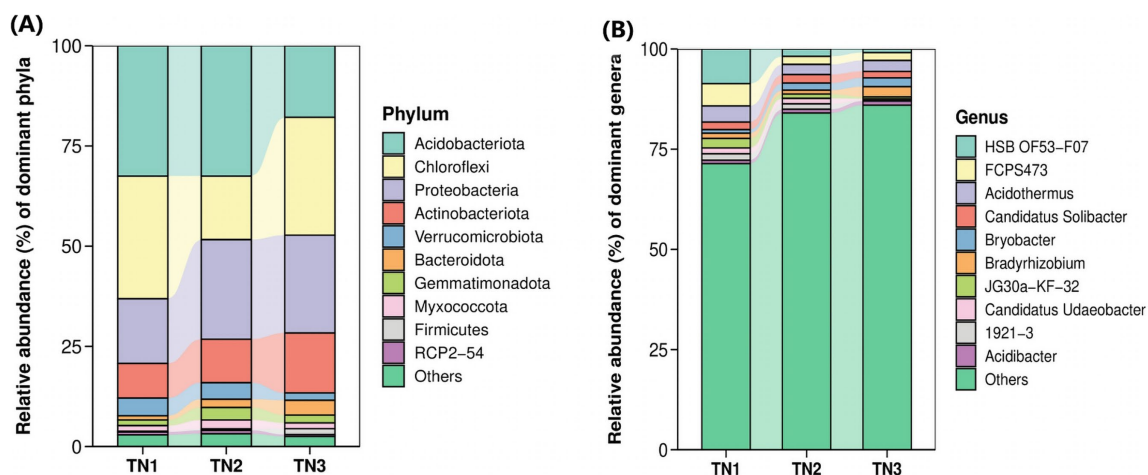 (A)
Relative abundance (%) of dominant phyla
100
75
50
25
0
TN1 TN2 TN3
Phylum
Acidobacteriota
Chloroflexi
Proteobacteria
Actinobacteriota
Verrucomicrobiota
Bacteroidota
Gemmatimonadota
Myxococcota
Firmicutes
RCP2–54
Others
(B)
Relative abundance (%) of dominant genera
100
75
50
25
0
TN1 TN2 TN3
Genus
HSB OF53–F07
FCPS473
Acidothermus
Candidatus Solibacter
Bryobacter
Bradyrhizobium
JG30a–KF–32
Candidatus Udaeobacter
1921–3
Acidibacter
Others